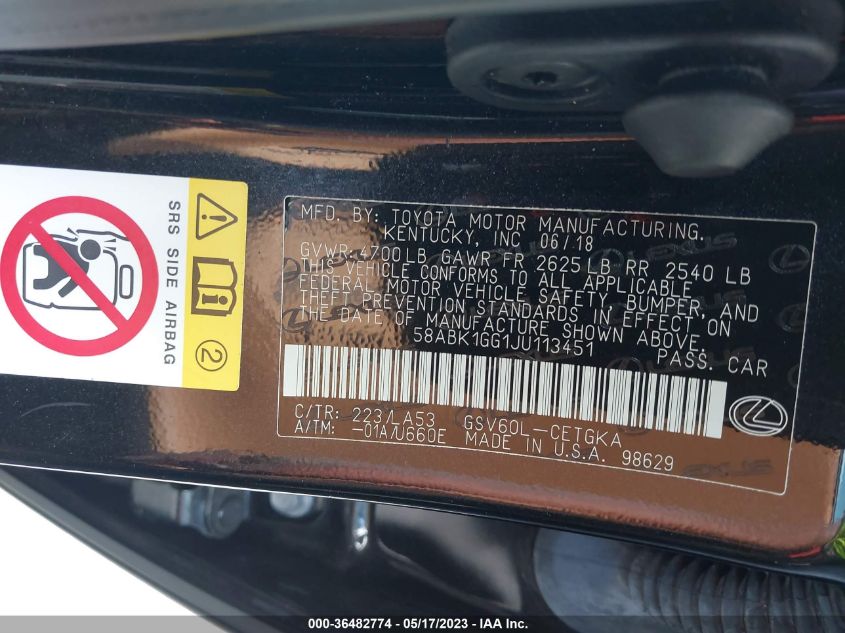 SRS SIDE AIRBAG
2
MFD. BY: TOYOTA MOTOR MANUFACTURING,
KENTUCKY, INC 06/18
GVWR 4700LB GAWR FR 2625LB RR 2540 LB
THIS VEHICLE CONFORMS TO ALL APPLICABLE
FEDERAL MOTOR VEHICLE SAFETY, BUMPER, AND
THEFT PREVENTION STANDARDS IN EFFECT ON
THE DATE OF MANUFACTURE SHOWN ABOVE.
58ABK1GG1JU113451
PASS. CAR
C/TR: 223/LA53 GSV60L-CETGKA
A/TM: -01A/U660E MADE IN U.S.A. 98629
000-36482774 - 05/17/2023 - IAA Inc.